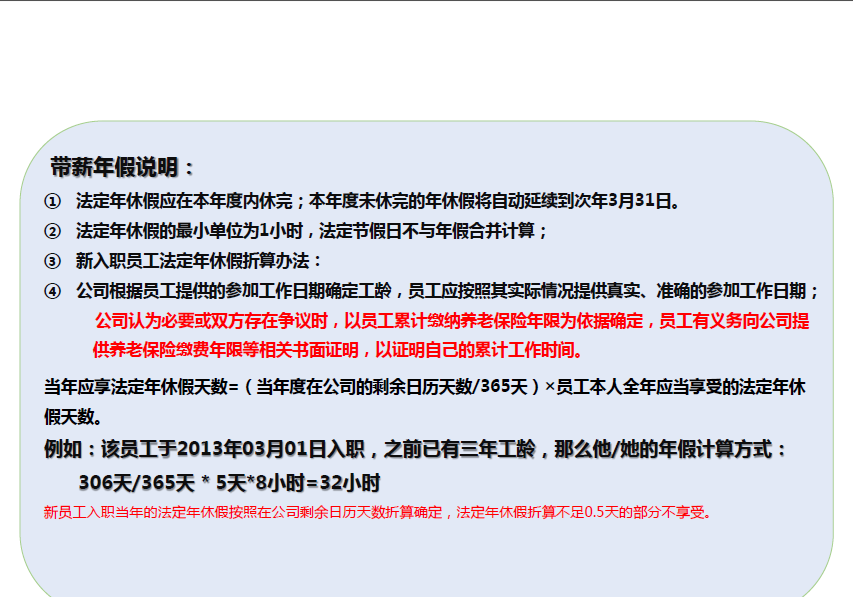 带薪年假说明：
① 法定年休假应在本年度内休完；本年度未休完的年休假将自动延续到次年3月31日。
② 法定年休假的最小单位为1小时，法定节假日不与年假合并计算；
③ 新入职员工法定年休假折算办法：
④ 公司根据员工提供的参加工作日期确定工龄，员工应按照其实际情况提供真实、准确的参加工作日期；
公司认为必要或双方存在争议时，以员工累计缴纳养老保险年限为依据确定，员工有义务向公司提
供养老保险缴费年限等相关书面证明，以证明自己的累计工作时间。
当年应享法定年休假天数=（当年度在公司的剩余日历天数/365天）×员工本人全年应当享受的法定年休
假天数。
例如：该员工于2013年03月01日入职，之前已有三年工龄，那么他/她的年假计算方式：
306天/365天 * 5天*8小时=32小时
新员工入职当年的法定年休假按照在公司剩余日历天数折算确定，法定年休假折算不足0.5天的部分不享受。